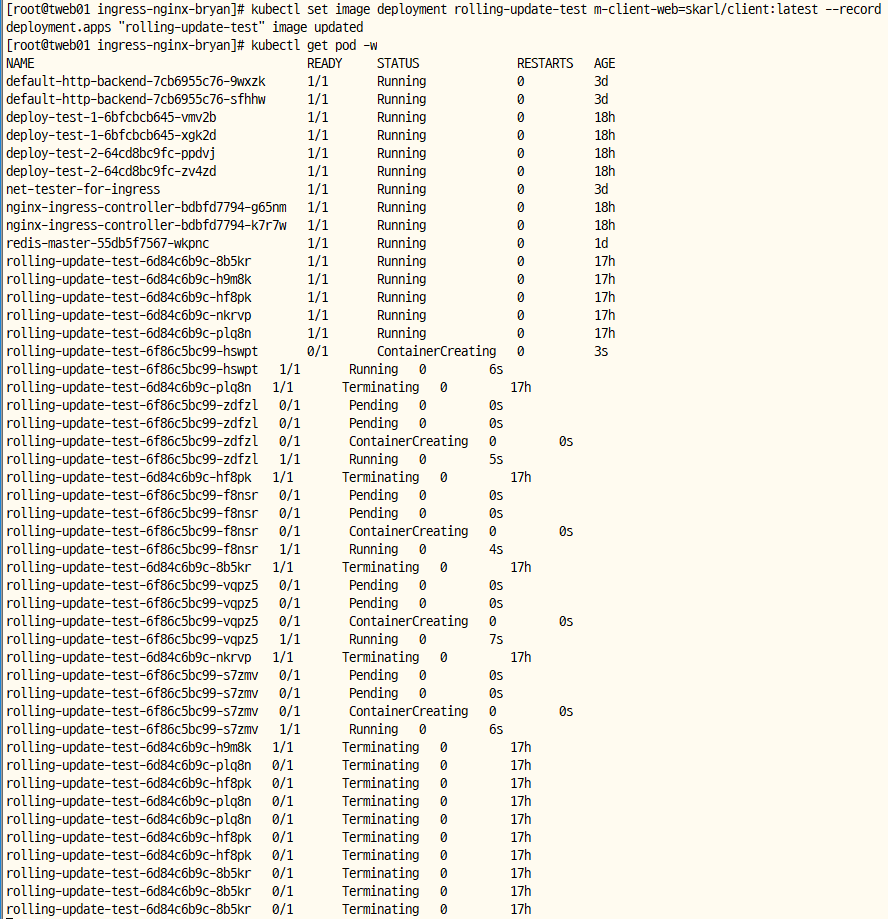 [root@tweb01 ingress-nginx-bryan]# kubectl set image deployment rolling-update-test m-client-web=skarl/client:latest --record
deployment.apps "rolling-update-test" image updated
[root@tweb01 ingress-nginx-bryan]# kubectl get pod -w
NAME READY STATUS RESTARTS AGE
default-http-backend-7cb6955c76-9wxzk 1/1 Running 0 3d
default-http-backend-7cb6955c76-sfhhw 1/1 Running 0 3d
deploy-test-1-6bfcbcb645-vmv2b 1/1 Running 0 18h
deploy-test-1-6bfcbcb645-xgk2d 1/1 Running 0 18h
deploy-test-2-64cd8bc9fc-ppdvj 1/1 Running 0 18h
deploy-test-2-64cd8bc9fc-zv4zd 1/1 Running 0 18h
net-tester-for-ingress 1/1 Running 0 3d
nginx-ingress-controller-bdbfd7794-g65nm 1/1 Running 0 18h
nginx-ingress-controller-bdbfd7794-k7r7w 1/1 Running 0 18h
redis-master-55db5f7567-wkpnc 1/1 Running 0 1d
rolling-update-test-6d84c6b9c-8b5kr 1/1 Running 0 17h
rolling-update-test-6d84c6b9c-h9m8k 1/1 Running 0 17h
rolling-update-test-6d84c6b9c-hf8pk 1/1 Running 0 17h
rolling-update-test-6d84c6b9c-nkrvp 1/1 Running 0 17h
rolling-update-test-6d84c6b9c-plq8n 1/1 Running 0 17h
rolling-update-test-6f86c5bc99-hswpt 0/1 ContainerCreating 0 3s
rolling-update-test-6f86c5bc99-hswpt 1/1 Running 0 6s
rolling-update-test-6d84c6b9c-plq8n 1/1 Terminating 0 17h
rolling-update-test-6f86c5bc99-zdfzl 0/1 Pending 0 0s
rolling-update-test-6f86c5bc99-zdfzl 0/1 Pending 0 0s
rolling-update-test-6f86c5bc99-zdfzl 0/1 ContainerCreating 0 0s
rolling-update-test-6f86c5bc99-zdfzl 1/1 Running 0 5s
rolling-update-test-6d84c6b9c-hf8pk 1/1 Terminating 0 17h
rolling-update-test-6f86c5bc99-f8nsr 0/1 Pending 0 0s
rolling-update-test-6f86c5bc99-f8nsr 0/1 Pending 0 0s
rolling-update-test-6f86c5bc99-f8nsr 0/1 ContainerCreating 0 0s
rolling-update-test-6f86c5bc99-f8nsr 1/1 Running 0 4s
rolling-update-test-6d84c6b9c-8b5kr 1/1 Terminating 0 17h
rolling-update-test-6f86c5bc99-vqpz5 0/1 Pending 0 0s
rolling-update-test-6f86c5bc99-vqpz5 0/1 Pending 0 0s
rolling-update-test-6f86c5bc99-vqpz5 0/1 ContainerCreating 0 0s
rolling-update-test-6f86c5bc99-vqpz5 1/1 Running 0 7s
rolling-update-test-6d84c6b9c-nkrvp 1/1 Terminating 0 17h
rolling-update-test-6f86c5bc99-s7zmv 0/1 Pending 0 0s
rolling-update-test-6f86c5bc99-s7zmv 0/1 Pending 0 0s
rolling-update-test-6f86c5bc99-s7zmv 0/1 ContainerCreating 0 0s
rolling-update-test-6f86c5bc99-s7zmv 1/1 Running 0 6s
rolling-update-test-6d84c6b9c-h9m8k 1/1 Terminating 0 17h
rolling-update-test-6d84c6b9c-plq8n 0/1 Terminating 0 17h
rolling-update-test-6d84c6b9c-hf8pk 0/1 Terminating 0 17h
rolling-update-test-6d84c6b9c-plq8n 0/1 Terminating 0 17h
rolling-update-test-6d84c6b9c-plq8n 0/1 Terminating 0 17h
rolling-update-test-6d84c6b9c-hf8pk 0/1 Terminating 0 17h
rolling-update-test-6d84c6b9c-hf8pk 0/1 Terminating 0 17h
rolling-update-test-6d84c6b9c-8b5kr 0/1 Terminating 0 17h
rolling-update-test-6d84c6b9c-8b5kr 0/1 Terminating 0 17h
rolling-update-test-6d84c6b9c-8b5kr 0/1 Terminating 0 17h